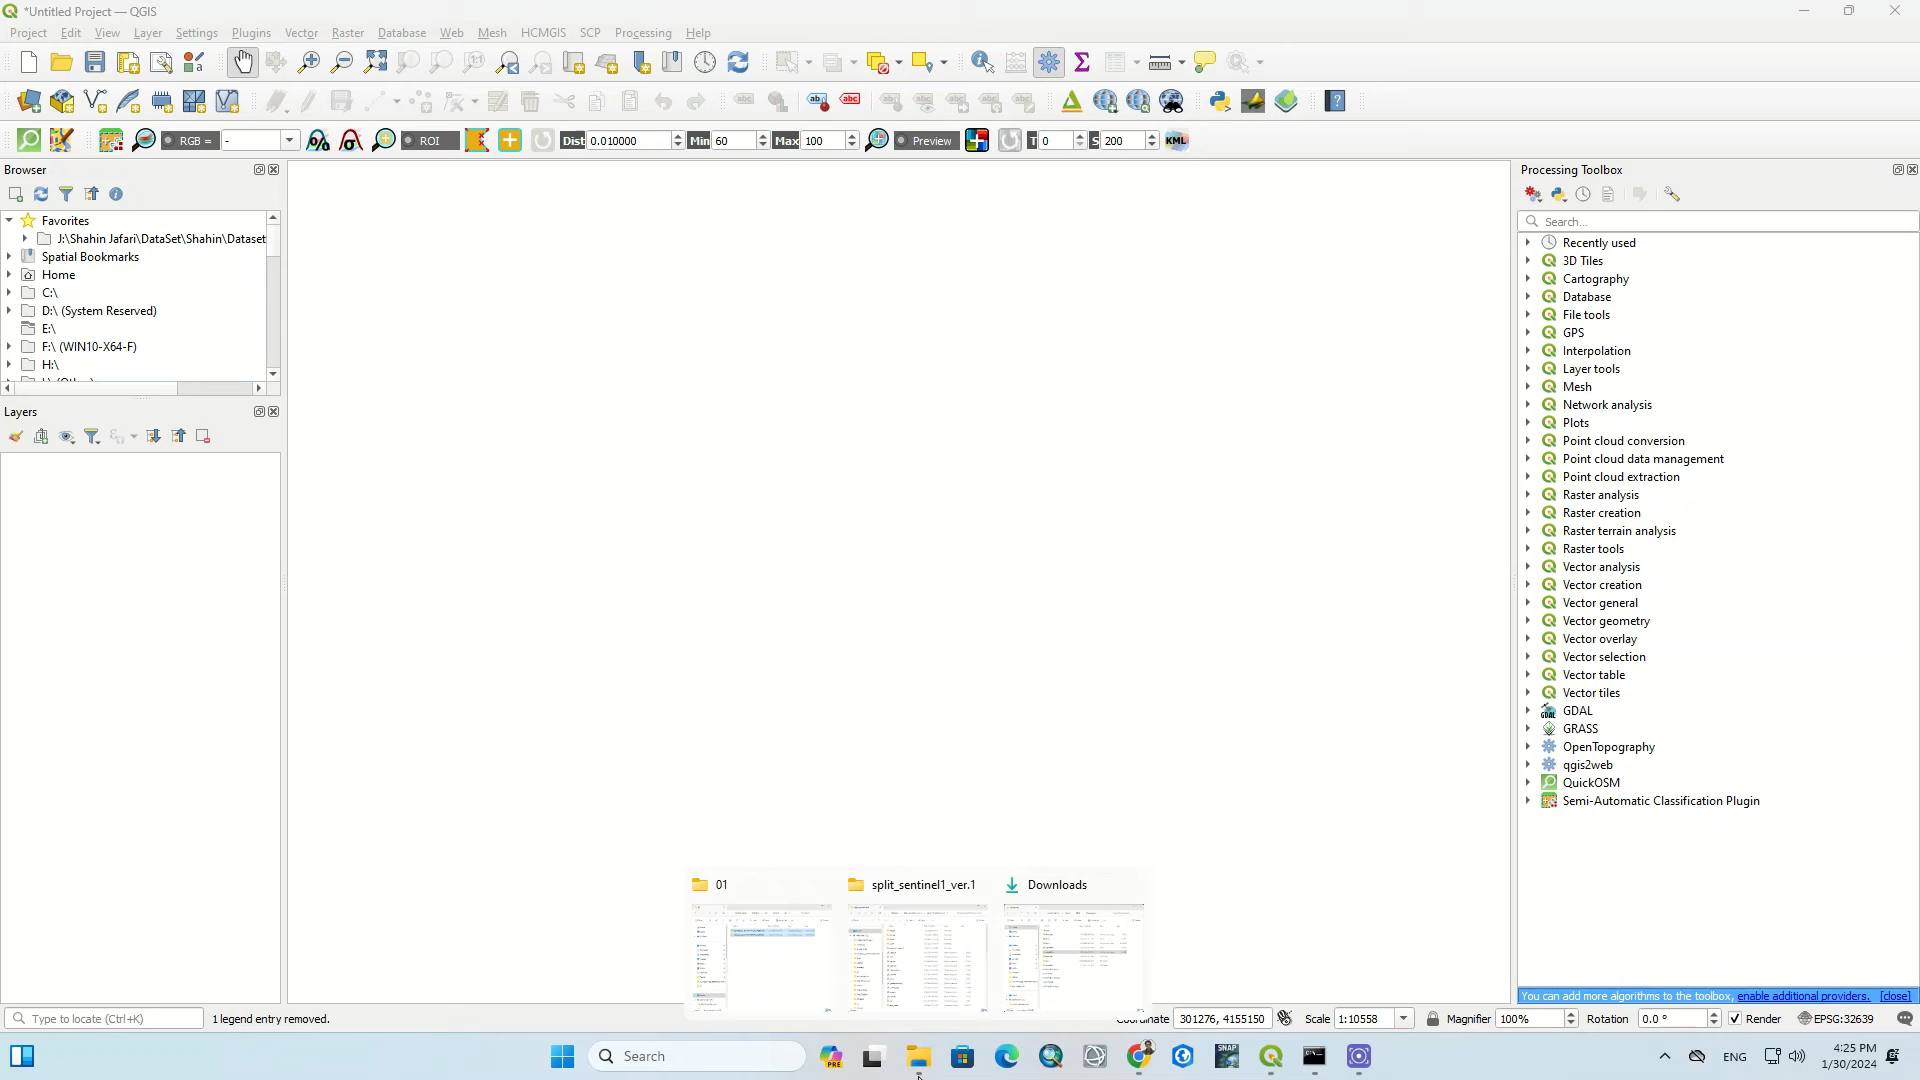 *Untitled Project — QGIS
Project Edit View Layer Settings Plugins Vector Raster Database Web Mesh HCMGIS SCP Processing Help
RGB = - ROI Dist 0.010000 Min 60 Max 100 Preview T 0 S 200 KML
Browser
Favorites
J:\Shahin Jafari\DataSet\Shahin\Dataset
Spatial Bookmarks
Home
C:\
D:\ (System Reserved)
E:\
F:\ (WIN10-X64-F)
H:\
Layers
Processing Toolbox
Search...
Recently used
3D Tiles
Cartography
Database
File tools
GPS
Interpolation
Layer tools
Mesh
Network analysis
Plots
Point cloud conversion
Point cloud data management
Point cloud extraction
Raster analysis
Raster creation
Raster terrain analysis
Raster tools
Vector analysis
Vector creation
Vector general
Vector geometry
Vector overlay
Vector selection
Vector table
Vector tiles
GDAL
GRASS
OpenTopography
qgis2web
QuickOSM
Semi-Automatic Classification Plugin
You can add more algorithms to the toolbox, enable additional providers. [close]
01 split_sentinel1_ver.1 Downloads
Type to locate (Ctrl+K) 1 legend entry removed. Coordinate 301276, 4155150 Scale 1:10558 Magnifier 100% Rotation 0.0 ° Render EPSG:32639
Search PRE SNAP ENG 4:25 PM
1/30/2024